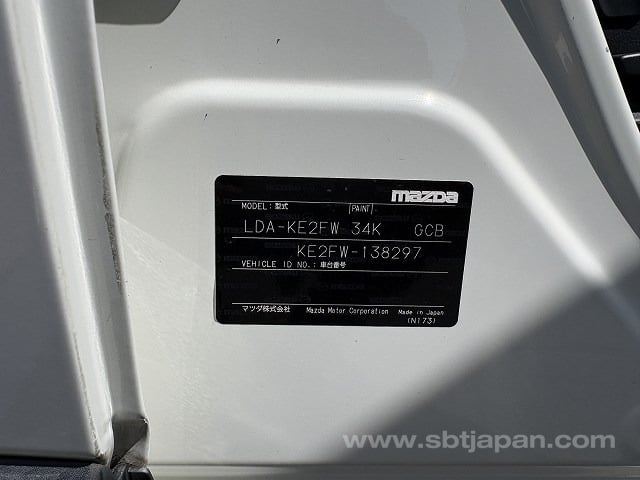 mazda
MODEL : 型式 PAINT
LDA-KE2FW 34K GCB
KE2FW-138297
VEHICLE ID NO. : 車台番号
マツダ株式会社 Mazda Motor Corporation Made in Japan
(N173)
www.sbtjapan.com